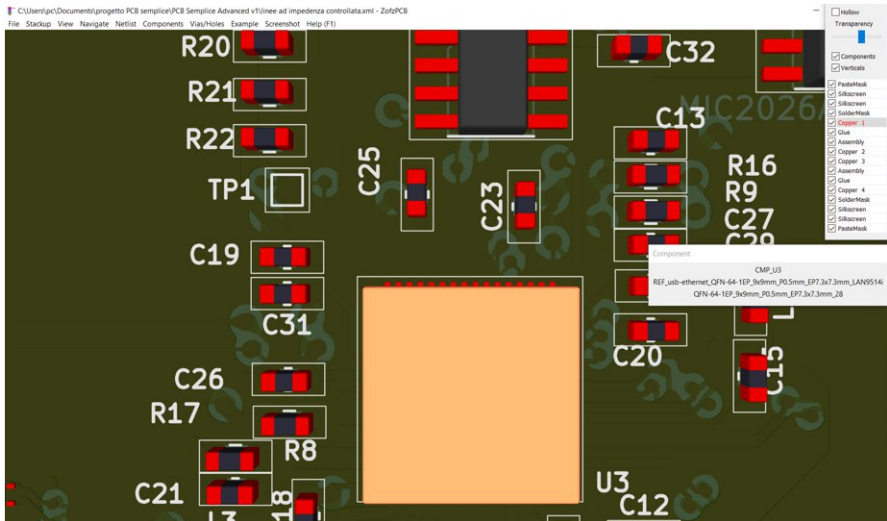 C:\Users\pc\Documents\progetto PCB semplice\PCB Semplice Advanced v1\linee ad impedenza controllata.xml - ZofzPCB
File Stackup View Navigate Netlist Components Vias/Holes Example Screenshot Help (F1)
Hollow
Transparency
Components
Verticals
PasteMask
Silkscreen
Silkscreen
SolderMask
Copper 1
Glue
Assembly
Copper 2
Copper 3
Assembly
Glue
Copper 4
SolderMask
Silkscreen
Silkscreen
PasteMask
R20
C32
R21
MIC2026
C13
R22
R16
C25
TP1
R9
C23
C27
C19
C29
Component
CMP_U3
REF_usb-ethernet_QFN-64-1EP_9x9mm_P0.5mm_EP7.3x7.3mm_LAN9514i
QFN-64-1EP_9x9mm_P0.5mm_EP7.3x7.3mm_28
C31
C20
C15
C26
R17
R8
C21
U3
C12
L3